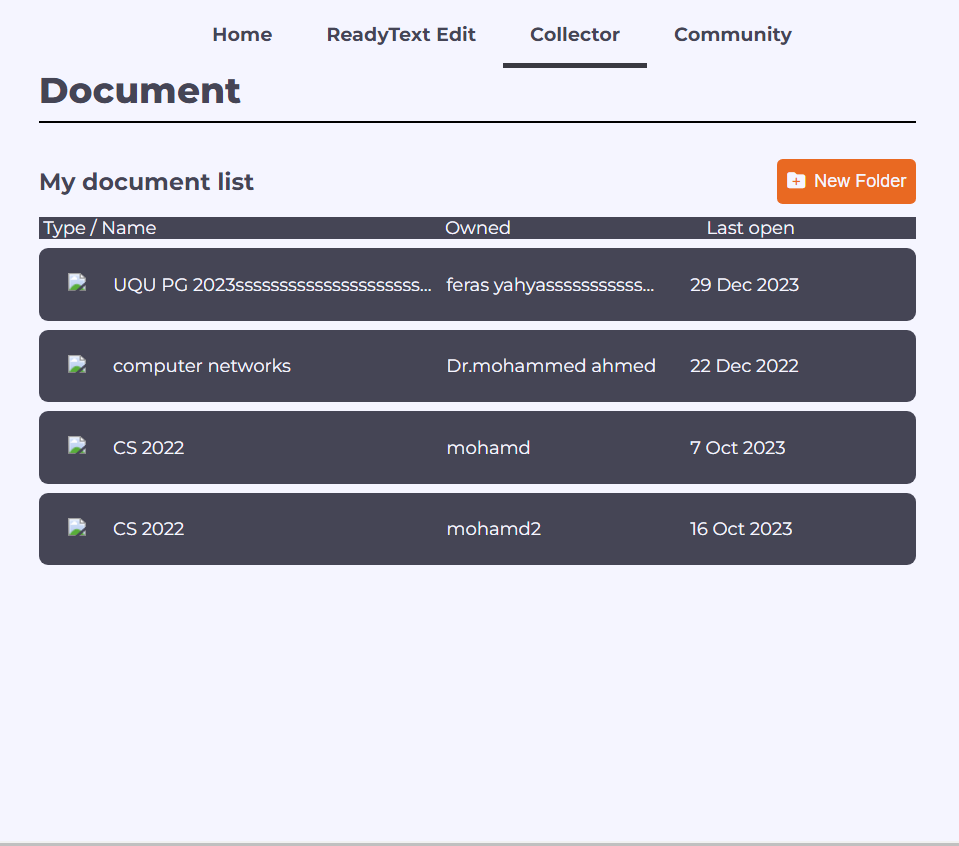 Home ReadyText Edit Collector Community
Document
My document list New Folder
Type / Name Owned Last open
UQU PG 2023sssssssssssssssssssss... feras yahyasssssssssss... 29 Dec 2023
computer networks Dr.mohammed ahmed 22 Dec 2022
CS 2022 mohamd 7 Oct 2023
CS 2022 mohamd2 16 Oct 2023